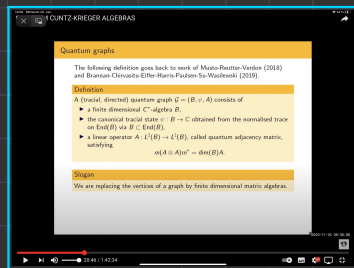 M CUNTZ-KRIEGER ALGEBRAS
Quantum graphs
The following definition goes back to work of Musto-Reutter-Verdon (2018)
and Brannan-Chirvasitu-Eifler-Harris-Paulsen-Su-Wasilewski (2019).
Definition
A (tracial, directed) quantum graph 𝒢 = (B, ψ, A) consists of
▶ a finite dimensional C*-algebra B,
▶ the canonical tracial state ψ : B → ℂ obtained from the normalised trace
on End(B) via B ⊂ End(B),
▶ a linear operator A : L²(B) → L²(B), called quantum adjacency matrix,
satisfying
m(A ⊗ A)m* = dim(B)A.
Slogan
We are replacing the vertices of a graph by finite dimensional matrix algebras.
20:46 / 1:42:34